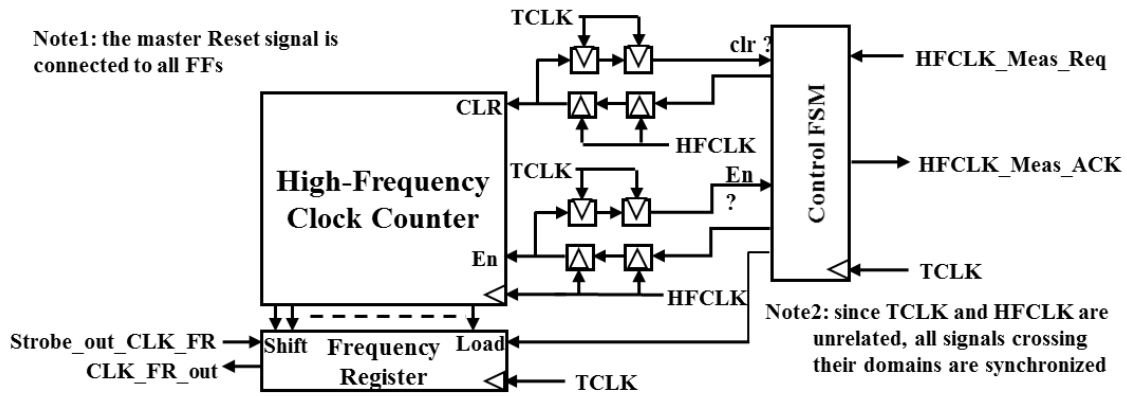 TCLK
Note1: the master Reset signal is
connected to all FFs
clr ?
HFCLK_Meas_Req
CLR
HFCLK
TCLK
En
?
Control FSM
HFCLK_Meas_ACK
High-Frequency
Clock Counter
En
TCLK
HFCLK
Note2: since TCLK and HFCLK are
unrelated, all signals crossing
their domains are synchronized
Strobe_out_CLK_FR
Shift
Frequency
Register
Load
CLK_FR_out
TCLK